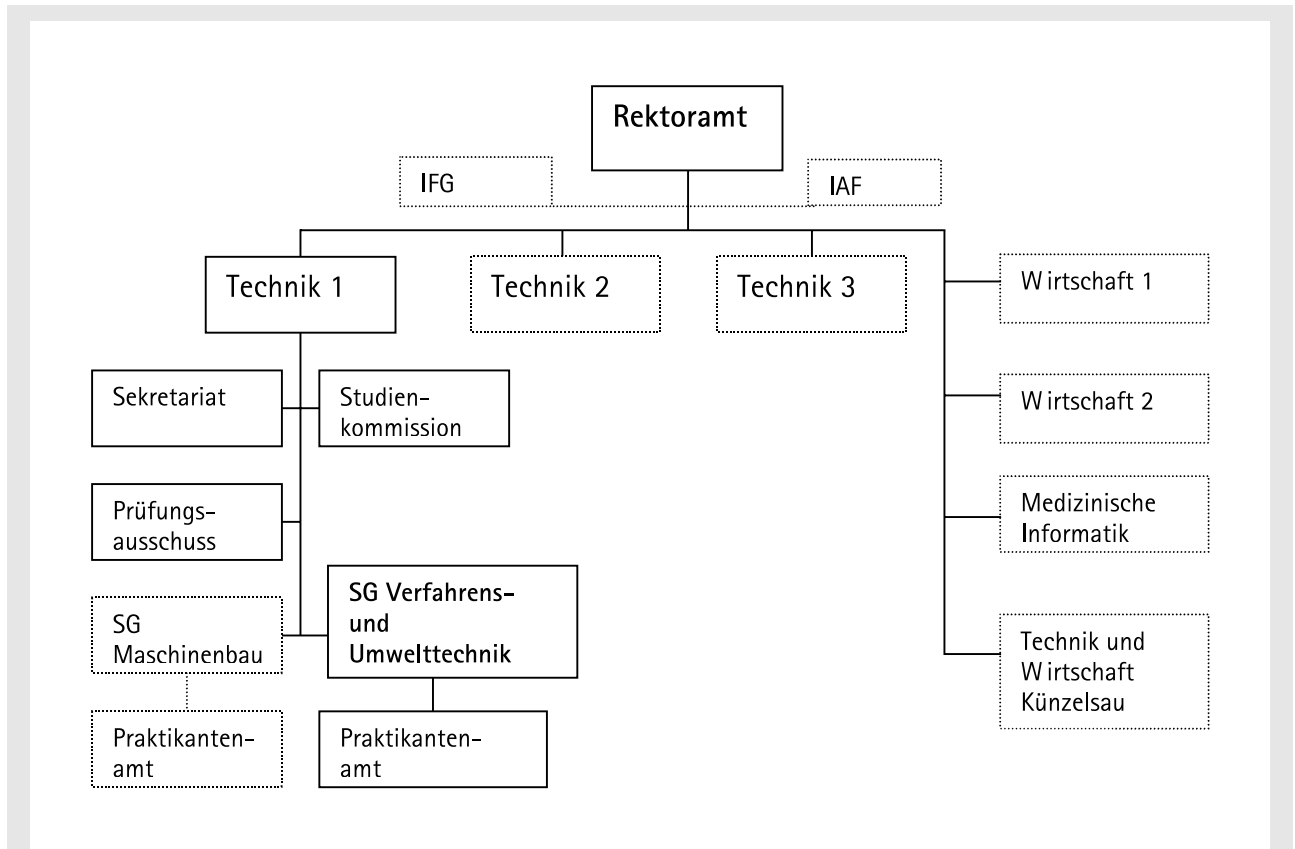 Rektoramt
IFG
IAF
Technik 1
Technik 2
Technik 3
Wirtschaft 1
Wirtschaft 2
Medizinische
Informatik
Technik und
Wirtschaft
Künzelsau
Sekretariat
Studien-
kommission
Prüfungs-
ausschuss
SG
Maschinenbau
SG Verfahrens-
und
Umwelttechnik
Praktikanten-
amt
Praktikanten-
amt